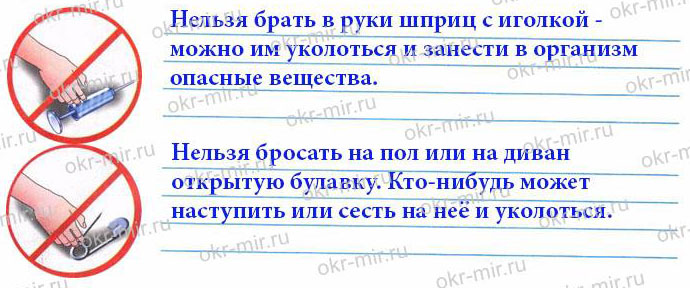 Нельзя брать в руки шприц с иголкой -
можно им уколоться и занести в организм
опасные вещества.
Нельзя бросать на пол или на диван
открытую булавку. Кто-нибудь может
наступить или сесть на неё и уколоться.
okr-mir.ru